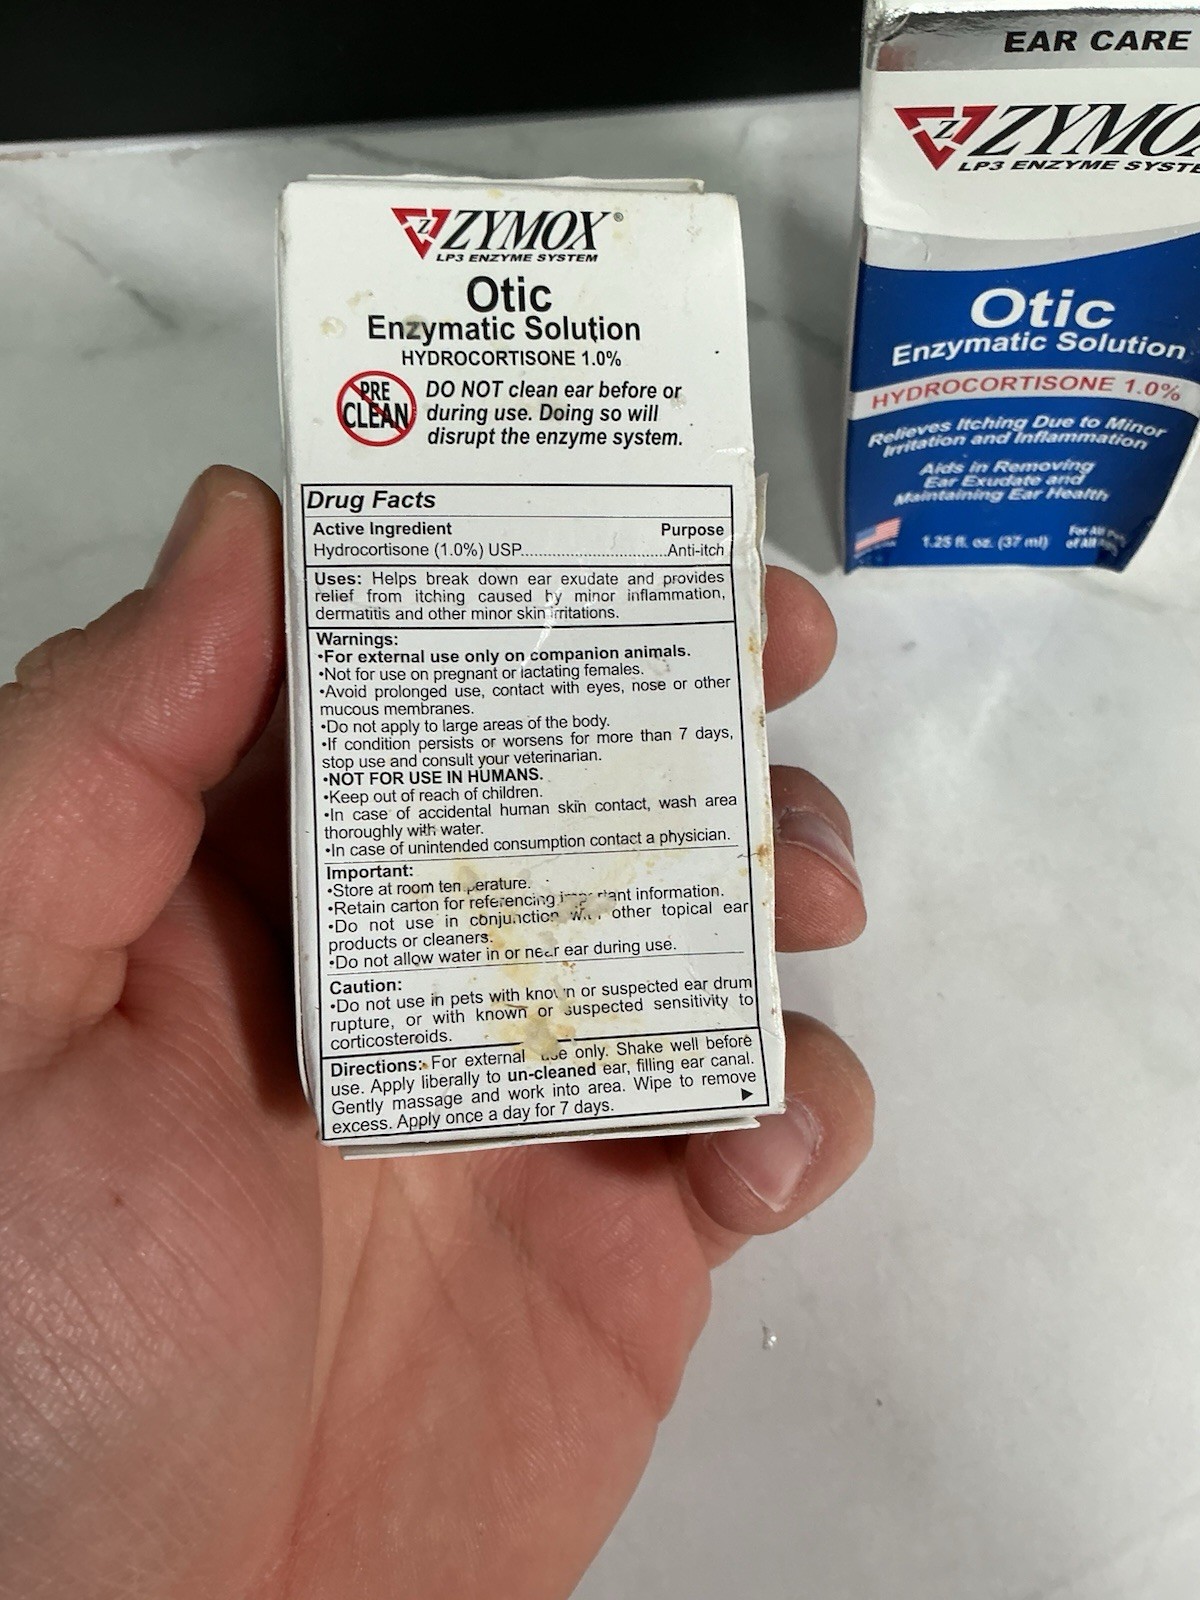 ZYMOX®
LP3 ENZYME SYSTEM
Otic
Enzymatic Solution
HYDROCORTISONE 1.0%
PRE
CLEAN
DO NOT clean ear before or
during use. Doing so will
disrupt the enzyme system.
Drug Facts
Active Ingredient Purpose
Hydrocortisone (1.0%) USP................................Anti-itch
Uses: Helps break down ear exudate and provides
relief from itching caused by minor inflammation,
dermatitis and other minor skin irritations.
Warnings:
•For external use only on companion animals.
•Not for use on pregnant or lactating females.
•Avoid prolonged use, contact with eyes, nose or other
mucous membranes.
•Do not apply to large areas of the body.
•If condition persists or worsens for more than 7 days,
stop use and consult your veterinarian.
•NOT FOR USE IN HUMANS.
•Keep out of reach of children.
•In case of accidental human skin contact, wash area
thoroughly with water.
•In case of unintended consumption contact a physician.
Important:
•Store at room temperature.
•Retain carton for referencing important information.
•Do not use in conjunction with other topical ear
products or cleaners.
•Do not allow water in or near ear during use.
Caution:
•Do not use in pets with known or suspected ear drum
rupture, or with known or suspected sensitivity to
corticosteroids.
Directions: For external use only. Shake well before
use. Apply liberally to un-cleaned ear, filling ear canal.
Gently massage and work into area. Wipe to remove
excess. Apply once a day for 7 days.
EAR CARE
ZYMO
LP3 ENZYME SYSTE
Otic
Enzymatic Solution
HYDROCORTISONE 1.0%
Relieves Itching Due to Minor
Irritation and Inflammation
Aids in Removing
Ear Exudate and
Maintaining Ear Health
1.25 fl. oz. (37 ml)
For All
of All